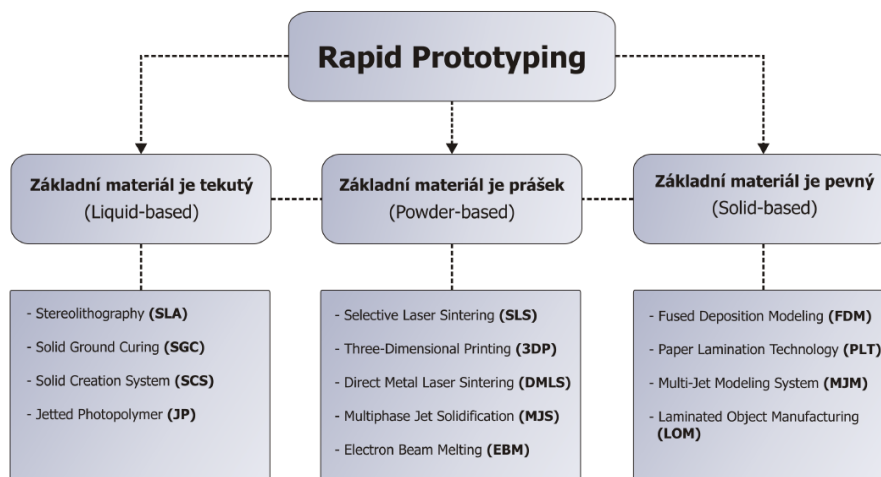 Rapid Prototyping
Základní materiál je tekutý
(Liquid-based)
Základní materiál je prášek
(Powder-based)
Základní materiál je pevný
(Solid-based)
- Stereolithography (SLA)
- Solid Ground Curing (SGC)
- Solid Creation System (SCS)
- Jetted Photopolymer (JP)
- Selective Laser Sintering (SLS)
- Three-Dimensional Printing (3DP)
- Direct Metal Laser Sintering (DMLS)
- Multiphase Jet Solidification (MJS)
- Electron Beam Melting (EBM)
- Fused Deposition Modeling (FDM)
- Paper Lamination Technology (PLT)
- Multi-Jet Modeling System (MJM)
- Laminated Object Manufacturing
(LOM)